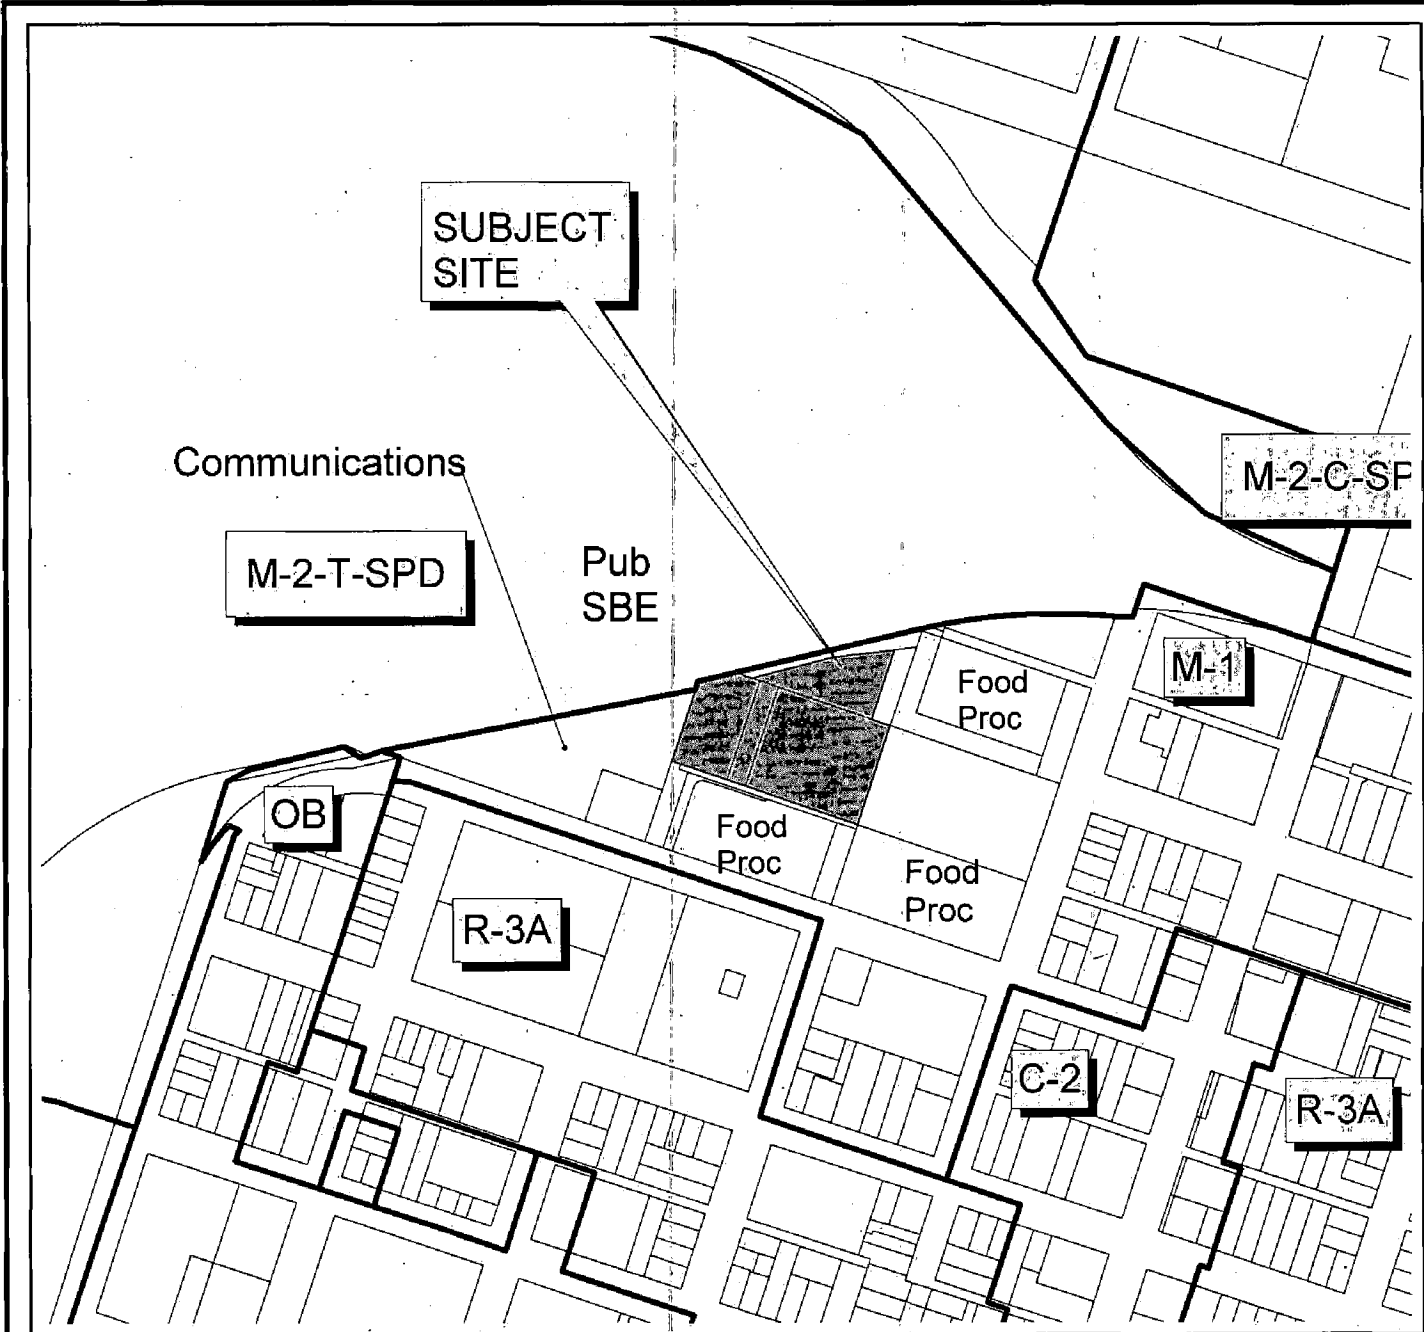 SUBJECT
SITE
Communications
M-2-C-SP
M-2-T-SPD
Pub
SBE
M-1
Food
Proc
OB
Food
Proc
Food
Proc
R-3A
C-2
R-3A